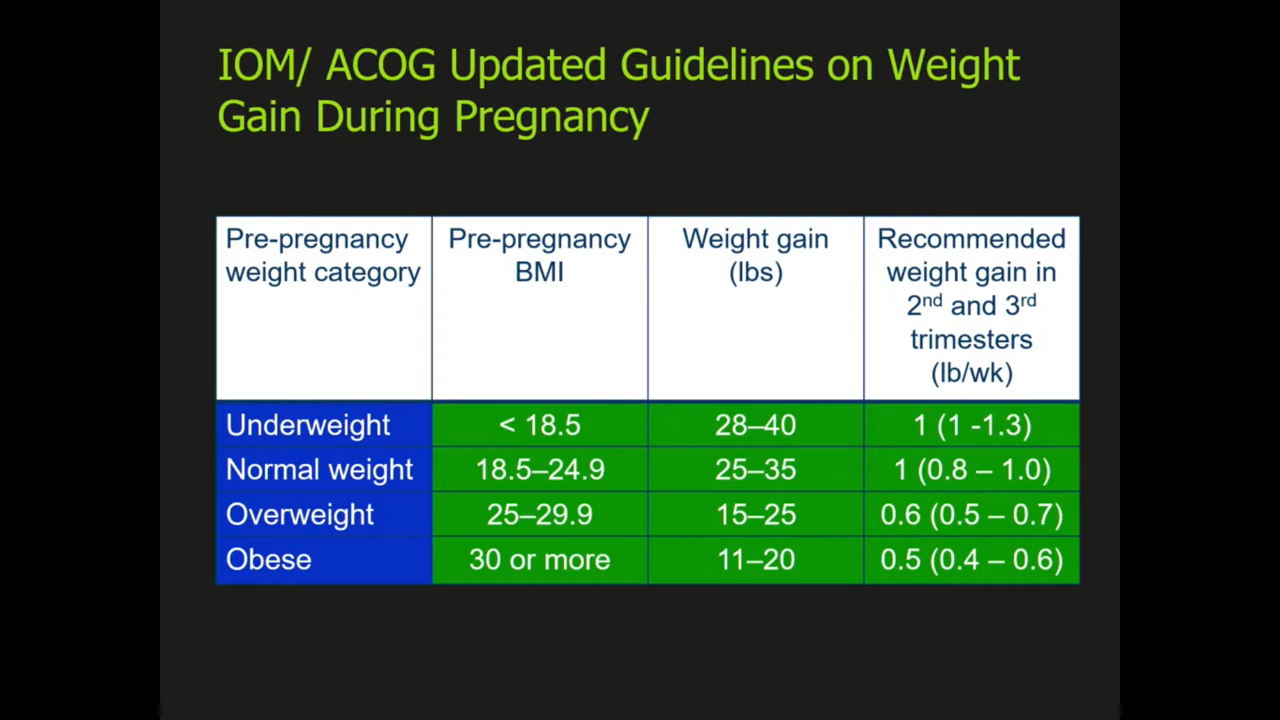 IOM/ ACOG Updated Guidelines on Weight
Gain During Pregnancy
Pre-pregnancy weight category
Pre-pregnancy BMI
Weight gain (lbs)
Recommended weight gain in 2nd and 3rd trimesters (lb/wk)
Underweight < 18.5 28–40 1 (1 -1.3)
Normal weight 18.5–24.9 25–35 1 (0.8 – 1.0)
Overweight 25–29.9 15–25 0.6 (0.5 – 0.7)
Obese 30 or more 11–20 0.5 (0.4 – 0.6)